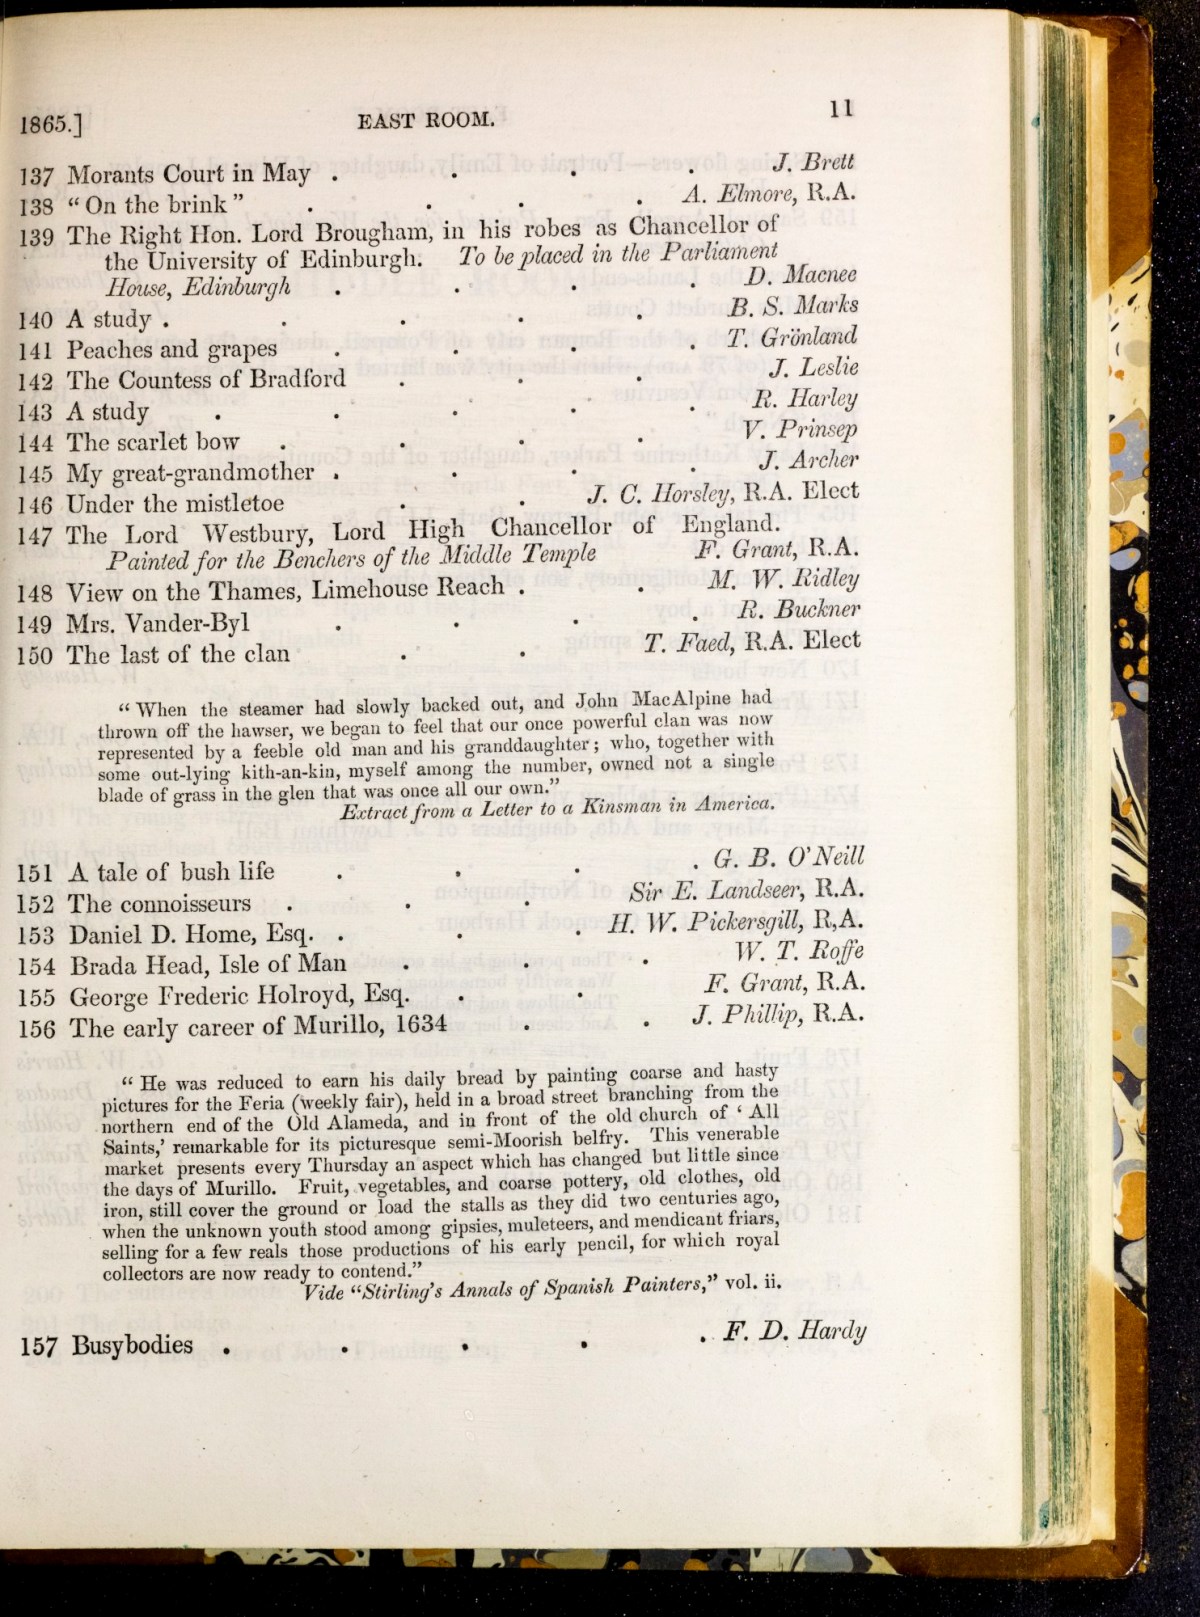 1865.] EAST ROOM. 11
137 Morants Court in May . . . . J. Brett
138 “ On the brink ” . . . . A. Elmore, R.A.
139 The Right Hon. Lord Brougham, in his robes as Chancellor of
the University of Edinburgh. To be placed in the Parliament
House, Edinburgh . . . . D. Macnee
140 A study . . . . . B. S. Marks
141 Peaches and grapes . . . . T. Grönland
142 The Countess of Bradford . . . J. Leslie
143 A study . . . . . R. Harley
144 The scarlet bow . . . . V. Prinsep
145 My great-grandmother . . . . J. Archer
146 Under the mistletoe . . J. C. Horsley, R.A. Elect
147 The Lord Westbury, Lord High Chancellor of England.
Painted for the Benchers of the Middle Temple F. Grant, R.A.
148 View on the Thames, Limehouse Reach . . M. W. Ridley
149 Mrs. Vander-Byl . . . . R. Buckner
150 The last of the clan . . T. Faed, R.A. Elect
“ When the steamer had slowly backed out, and John MacAlpine had
thrown off the hawser, we began to feel that our once powerful clan was now
represented by a feeble old man and his granddaughter ; who, together with
some out-lying kith-an-kin, myself among the number, owned not a single
blade of grass in the glen that was once all our own.”
Extract from a Letter to a Kinsman in America.
151 A tale of bush life . . . . G. B. O’Neill
152 The connoisseurs . . . Sir E. Landseer, R.A.
153 Daniel D. Home, Esq. . . . H. W. Pickersgill, R,A.
154 Brada Head, Isle of Man . . . W. T. Roffe
155 George Frederic Holroyd, Esq. . . F. Grant, R.A.
156 The early career of Murillo, 1634 . . J. Phillip, R.A.
“ He was reduced to earn his daily bread by painting coarse and hasty
pictures for the Feria (weekly fair), held in a broad street branching from the
northern end of the Old Alameda, and in front of the old church of ‘ All
Saints,’ remarkable for its picturesque semi-Moorish belfry. This venerable
market presents every Thursday an aspect which has changed but little since
the days of Murillo. Fruit, vegetables, and coarse pottery, old clothes, old
iron, still cover the ground or load the stalls as they did two centuries ago,
when the unknown youth stood among gipsies, muleteers, and mendicant friars,
selling for a few reals those productions of his early pencil, for which royal
collectors are now ready to contend.”
Vide “Stirling’s Annals of Spanish Painters,” vol. ii.
157 Busybodies . . . . . F. D. Hardy